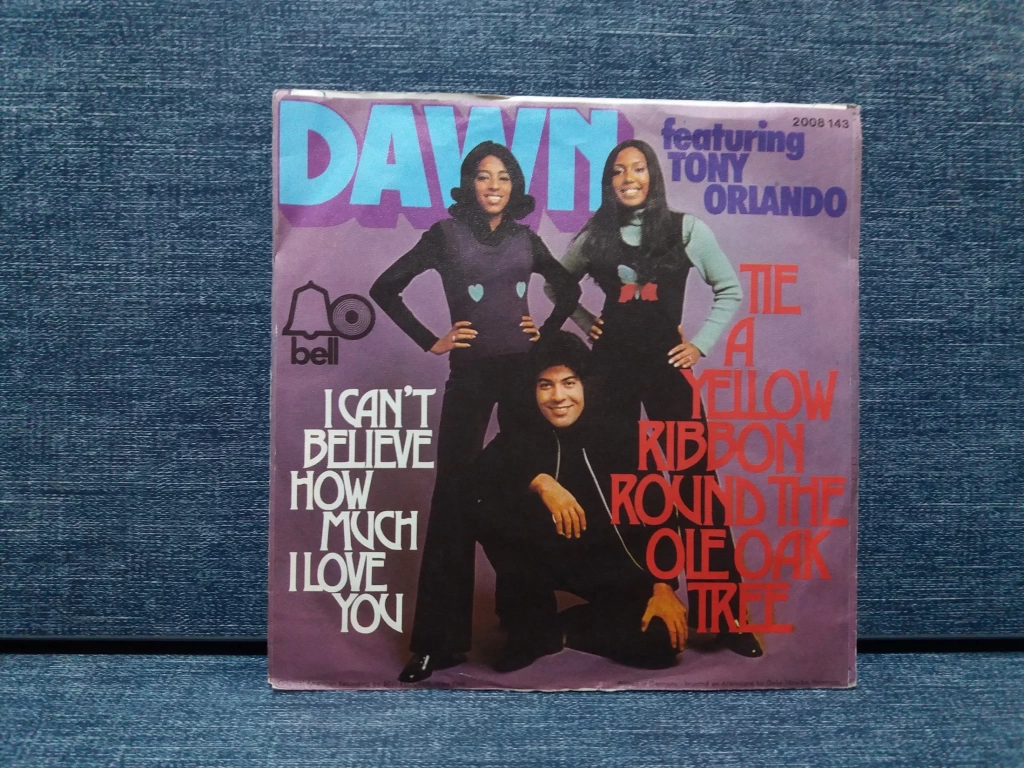 DAWN
featuring
TONY
ORLANDO
2008 143
bell
I CAN'T
BELIEVE
HOW
MUCH
I LOVE
YOU
TIE
A
YELLOW
RIBBON
ROUND THE
OLE OAK
TREE